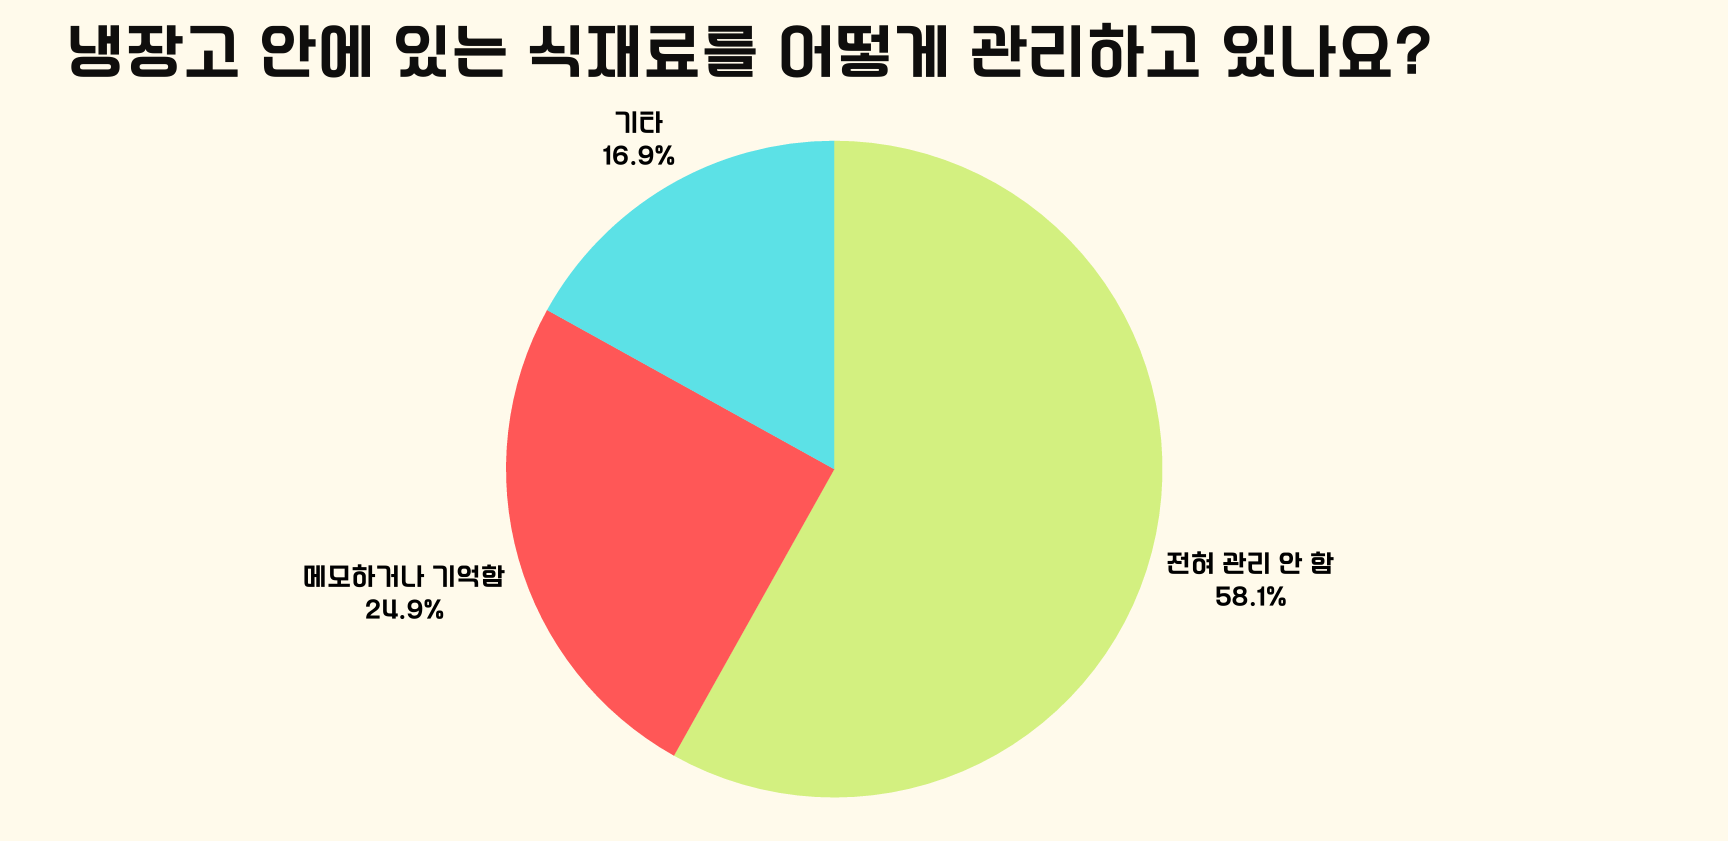 냉장고 안에 있는 식재료를 어떻게 관리하고 있나요?
기타
16.9%
메모하거나 기억함
24.9%
전혀 관리 안 함
58.1%